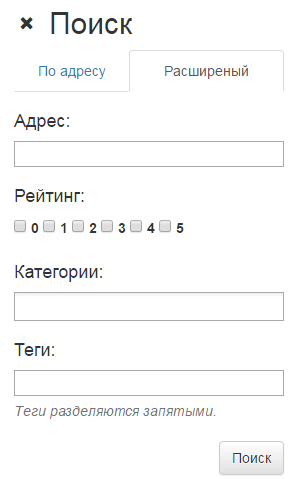 ✖ Поиск
По адресу Расширеный
Адрес:
Рейтинг:
0 1 2 3 4 5
Категории:
Теги:
Теги разделяются запятыми.
Поиск